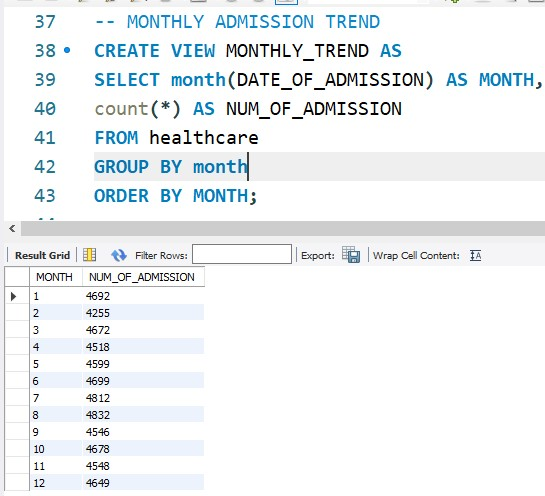 37 -- MONTHLY ADMISSION TREND
38 CREATE VIEW MONTHLY_TREND AS
39 SELECT month(DATE_OF_ADMISSION) AS MONTH,
40 count(*) AS NUM_OF_ADMISSION
41 FROM healthcare
42 GROUP BY month
43 ORDER BY MONTH;
Result Grid Filter Rows: Export: Wrap Cell Content: IA
MONTH NUM_OF_ADMISSION
1 4692
2 4255
3 4672
4 4518
5 4599
6 4699
7 4812
8 4832
9 4546
10 4678
11 4548
12 4649